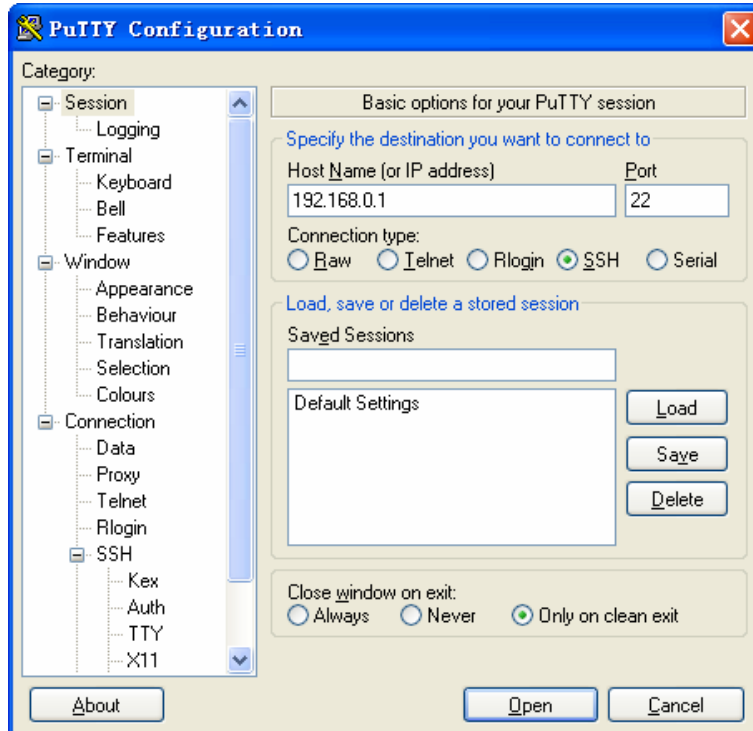 PuTTY Configuration
Category:
Session
Logging
Terminal
Keyboard
Bell
Features
Window
Appearance
Behaviour
Translation
Selection
Colours
Connection
Data
Proxy
Telnet
Rlogin
SSH
Kex
Auth
TTY
X11
Basic options for your PuTTY session
Specify the destination you want to connect to
Host Name (or IP address) Port
192.168.0.1 22
Connection type:
Raw Telnet Rlogin SSH Serial
Load, save or delete a stored session
Saved Sessions
Default Settings
Load
Save
Delete
Close window on exit:
Always Never Only on clean exit
About Open Cancel